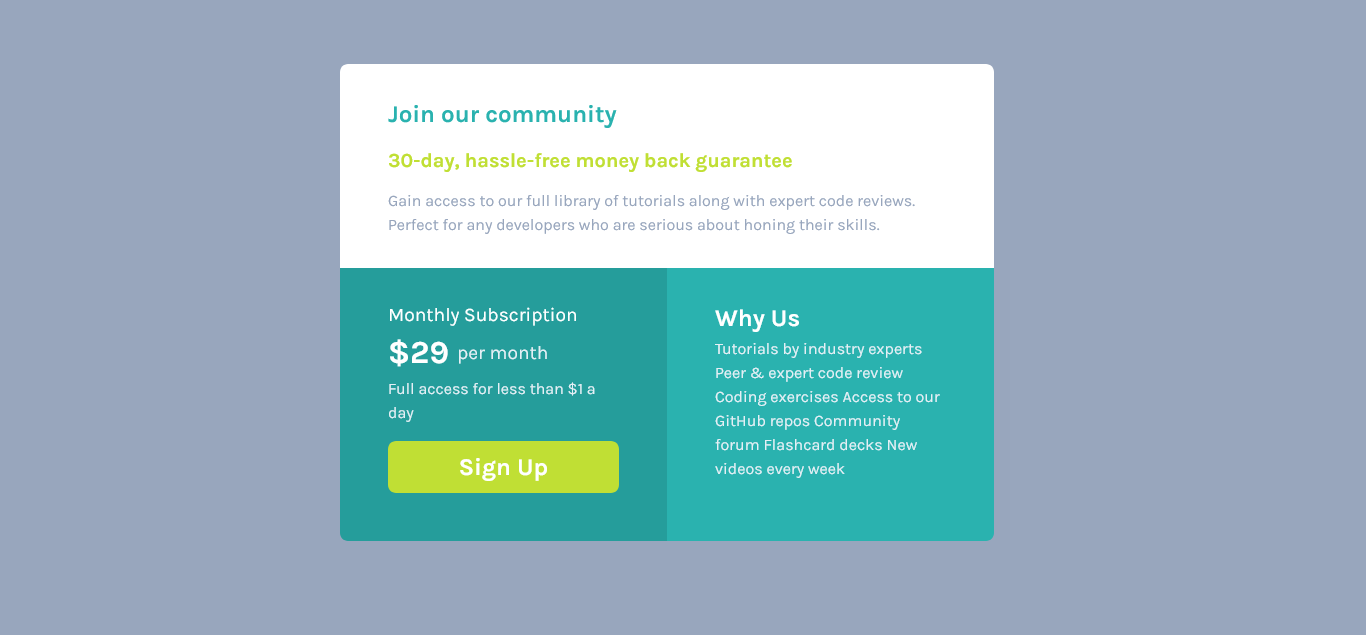 Join our community
30-day, hassle-free money back guarantee
Gain access to our full library of tutorials along with expert code reviews.
Perfect for any developers who are serious about honing their skills.
Monthly Subscription
$29 per month
Full access for less than $1 a
day
Sign Up
Why Us
Tutorials by industry experts
Peer & expert code review
Coding exercises Access to our
GitHub repos Community
forum Flashcard decks New
videos every week